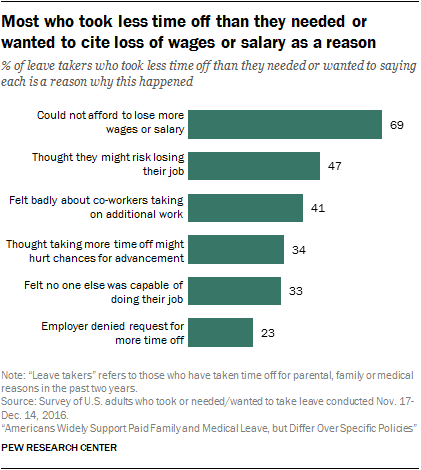 Most who took less time off than they needed or
wanted to cite loss of wages or salary as a reason
% of leave takers who took less time off than they needed or wanted to saying
each is a reason why this happened
Could not afford to lose more
wages or salary
69
Thought they might risk losing
their job
47
Felt badly about co-workers taking
on additional work
41
Thought taking more time off might
hurt chances for advancement
34
Felt no one else was capable of
doing their job
33
Employer denied request for
more time off
23
Note: “Leave takers” refers to those who have taken time off for parental, family or medical
reasons in the past two years.
Source: Survey of U.S. adults who took or needed/wanted to take leave conducted Nov. 17-
Dec. 14, 2016.
“Americans Widely Support Paid Family and Medical Leave, but Differ Over Specific Policies”
PEW RESEARCH CENTER